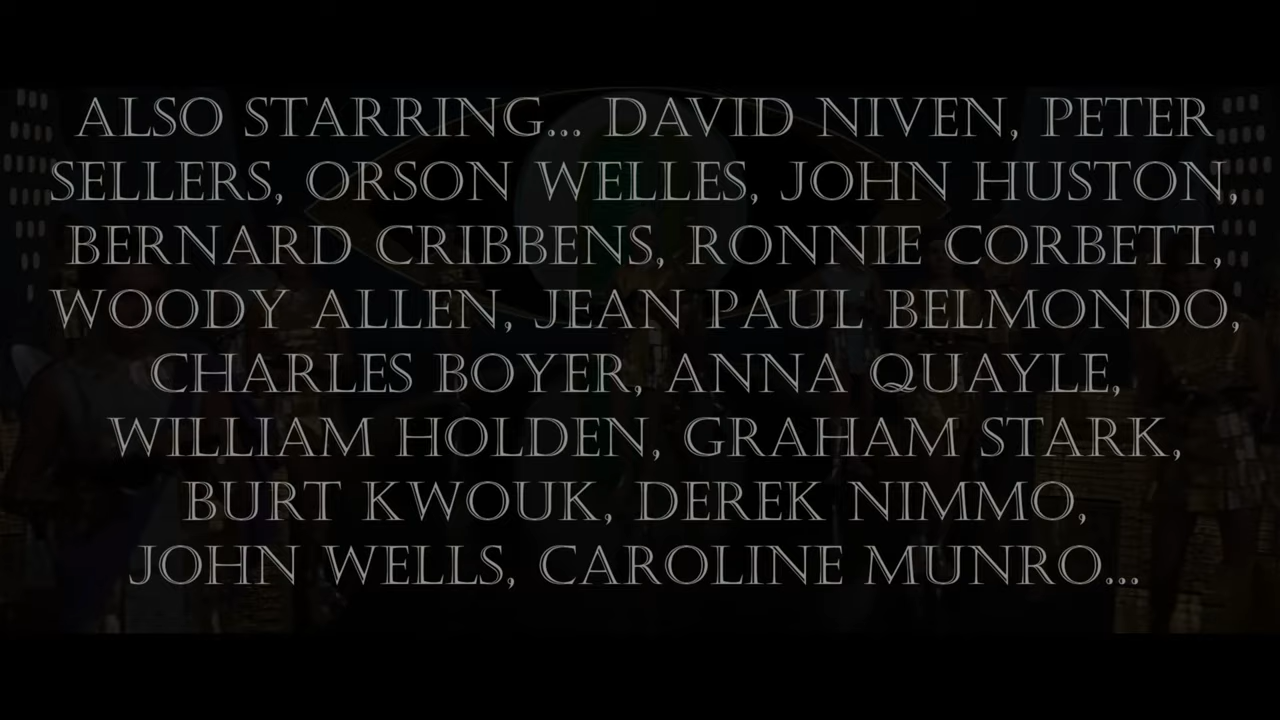 ALSO STARRING... DAVID NIVEN, PETER
SELLERS, ORSON WELLES, JOHN HUSTON,
BERNARD CRIBBENS, RONNIE CORBETT,
WOODY ALLEN, JEAN PAUL BELMONDO,
CHARLES BOYER, ANNA QUAYLE,
WILLIAM HOLDEN, GRAHAM STARK,
BURT KWOUK, DEREK NIMMO,
JOHN WELLS, CAROLINE MUNRO...